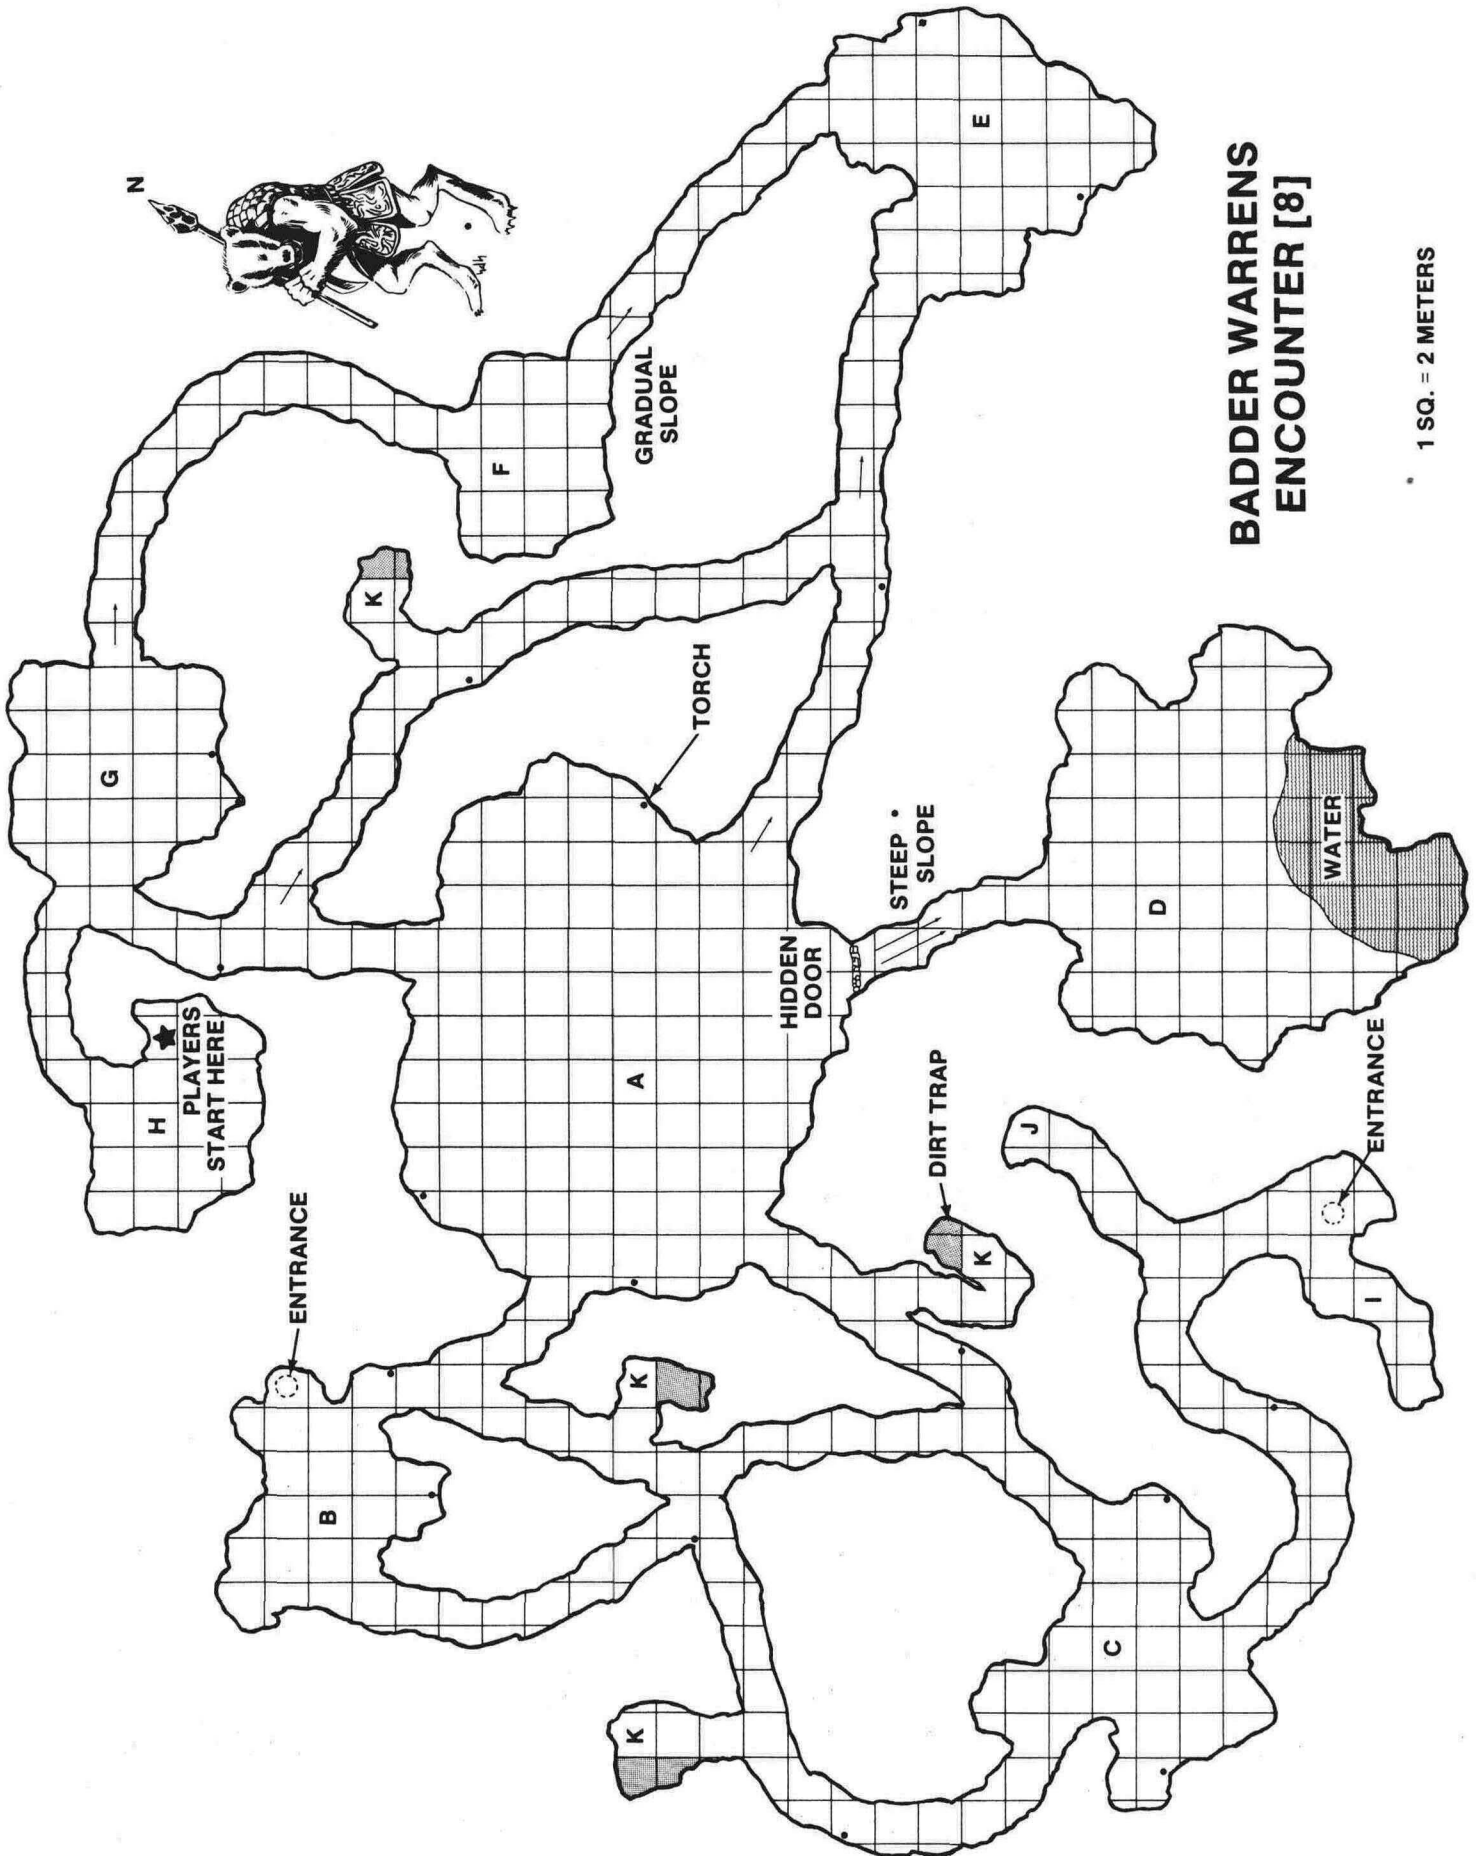 N
G
K
F
E
GRADUAL
SLOPE
TORCH
BADDER WARRENS
ENCOUNTER [8]
1 SQ. = 2 METERS
H
PLAYERS
START HERE
A
HIDDEN
DOOR
STEEP
SLOPE
D
WATER
ENTRANCE
B
K
K
DIRT TRAP
K
J
ENTRANCE
I
C